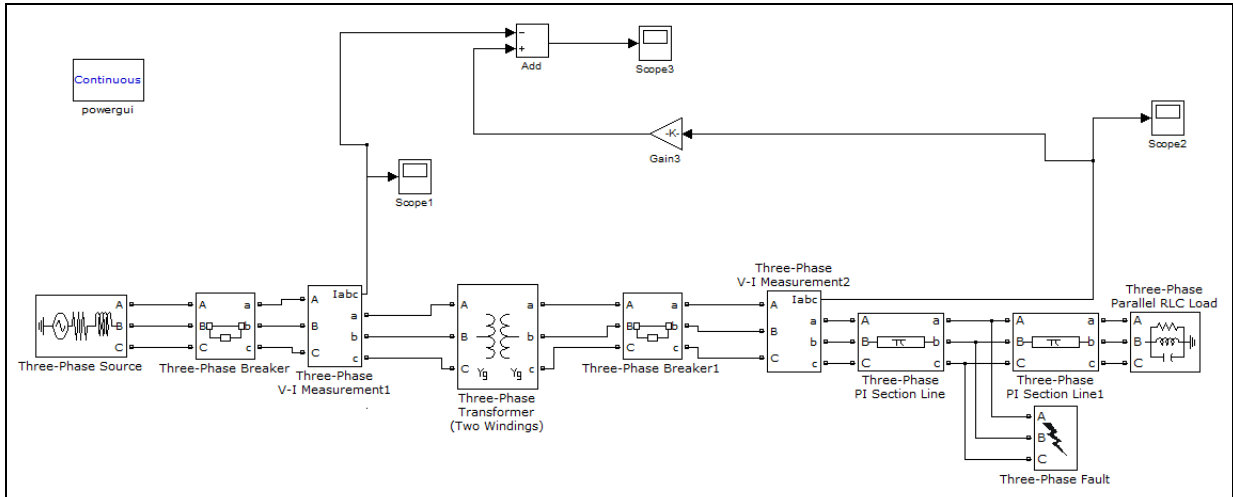 Continuous
powergui
−
+
Add
Scope3
-K-
Gain3
Scope2
Scope1
A
B
C
Three-Phase Source
A
B
C
a
b
c
Three-Phase Breaker
A
B
C
Iabc
a
b
c
Three-Phase
V-I Measurement1
A
B
C
a
b
c
Yg
Yg
Three-Phase
Transformer
(Two Windings)
A
B
C
a
b
c
Three-Phase Breaker1
Three-Phase
V-I Measurement2
A
B
C
Iabc
a
b
c
A
B
C
a
b
c
Three-Phase
PI Section Line
A
B
C
a
b
c
Three-Phase
PI Section Line1
Three-Phase
Parallel RLC Load
A
B
C
A
B
C
Three-Phase Fault